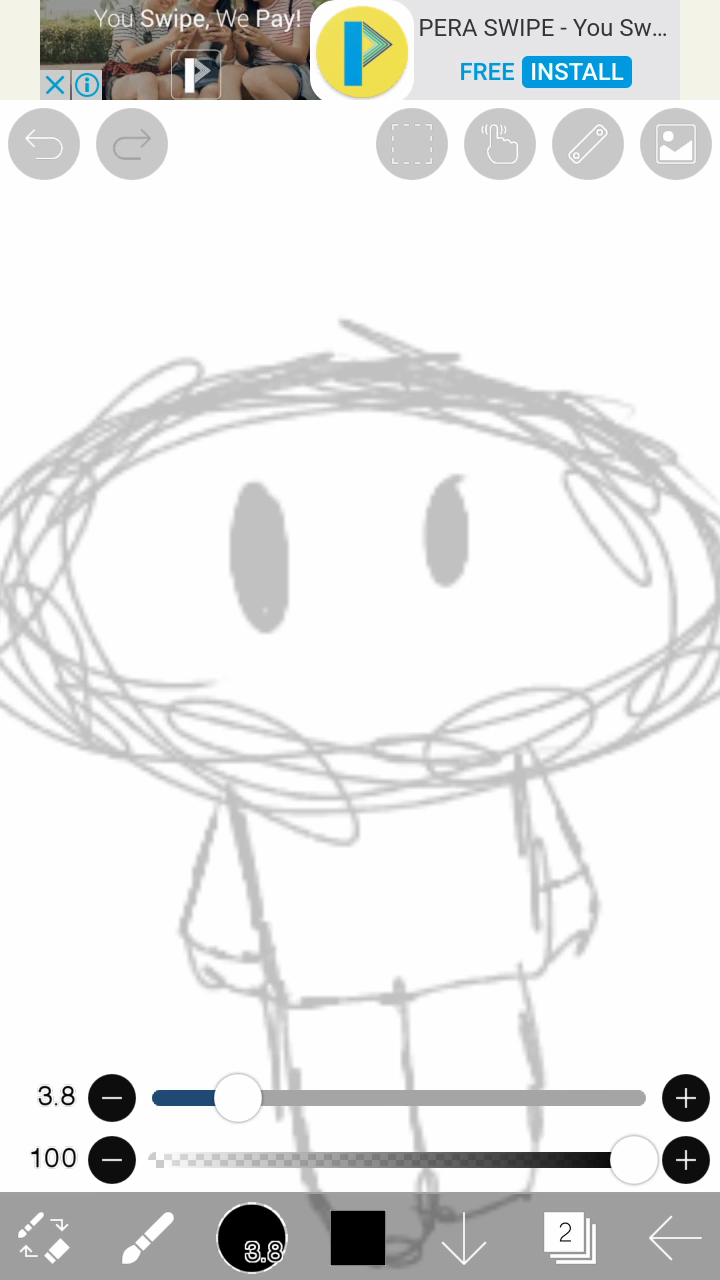 You Swipe, We Pay!
PERA SWIPE - You Sw...
FREE INSTALL
3.8
100
3.8
2